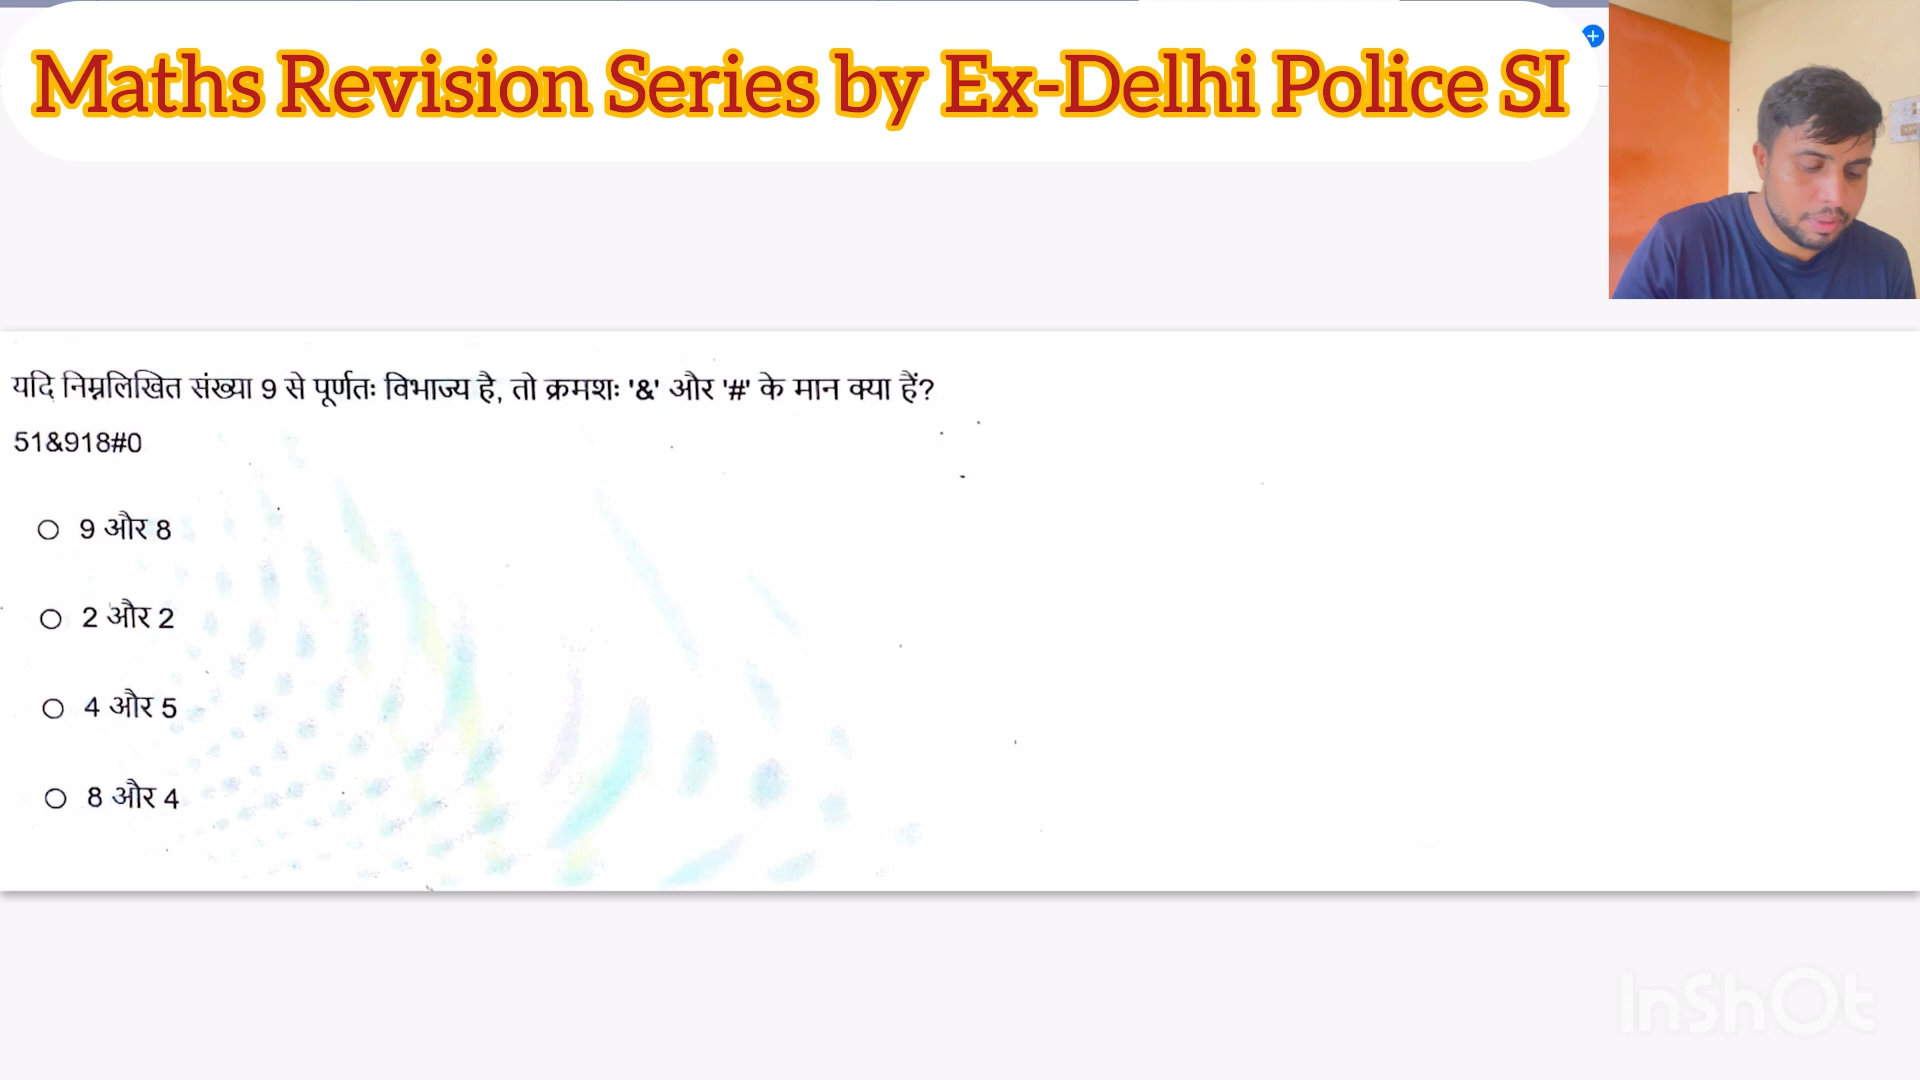 Maths Revision Series by Ex-Delhi Police SI
यदि निम्नलिखित संख्या 9 से पूर्णतः विभाज्य है, तो क्रमशः '&' और '#' के मान क्या हैं?
51&918#0
9 और 8
2 और 2
4 और 5
8 और 4
InShOt